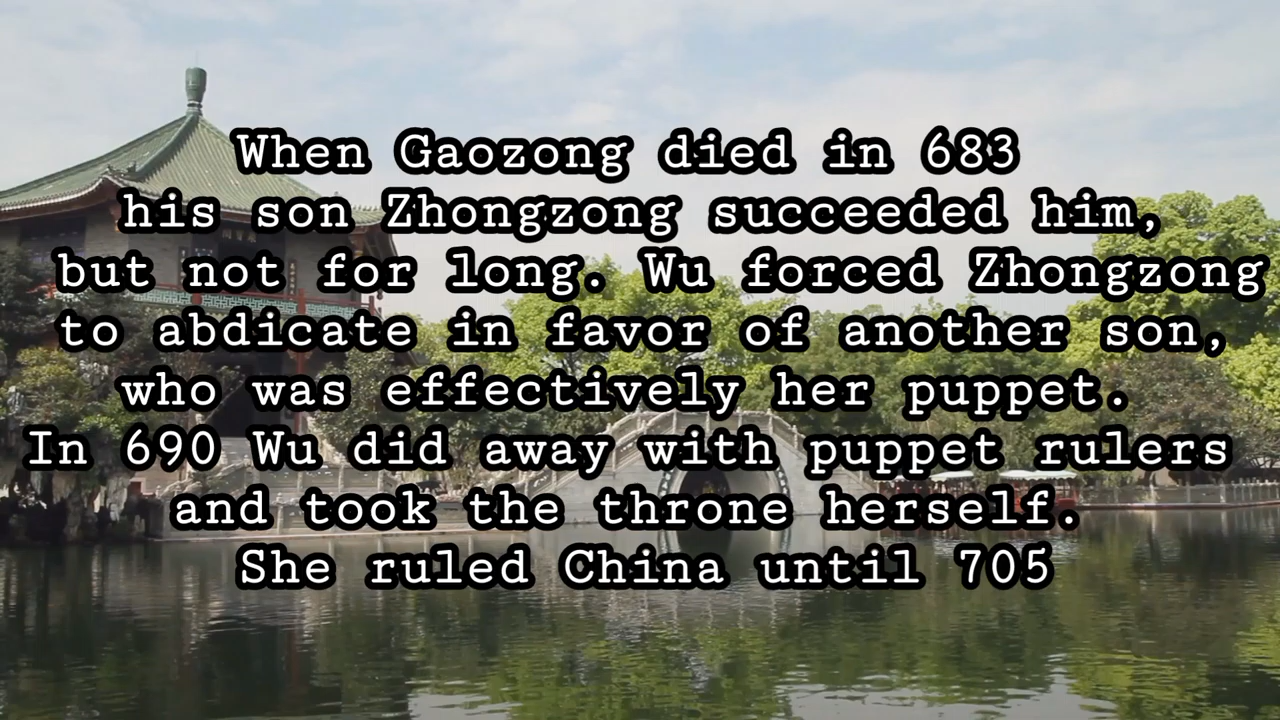 When Gaozong died in 683
his son Zhongzong succeeded him,
but not for long. Wu forced Zhongzong
to abdicate in favor of another son,
who was effectively her puppet.
In 690 Wu did away with puppet rulers
and took the throne herself.
She ruled China until 705